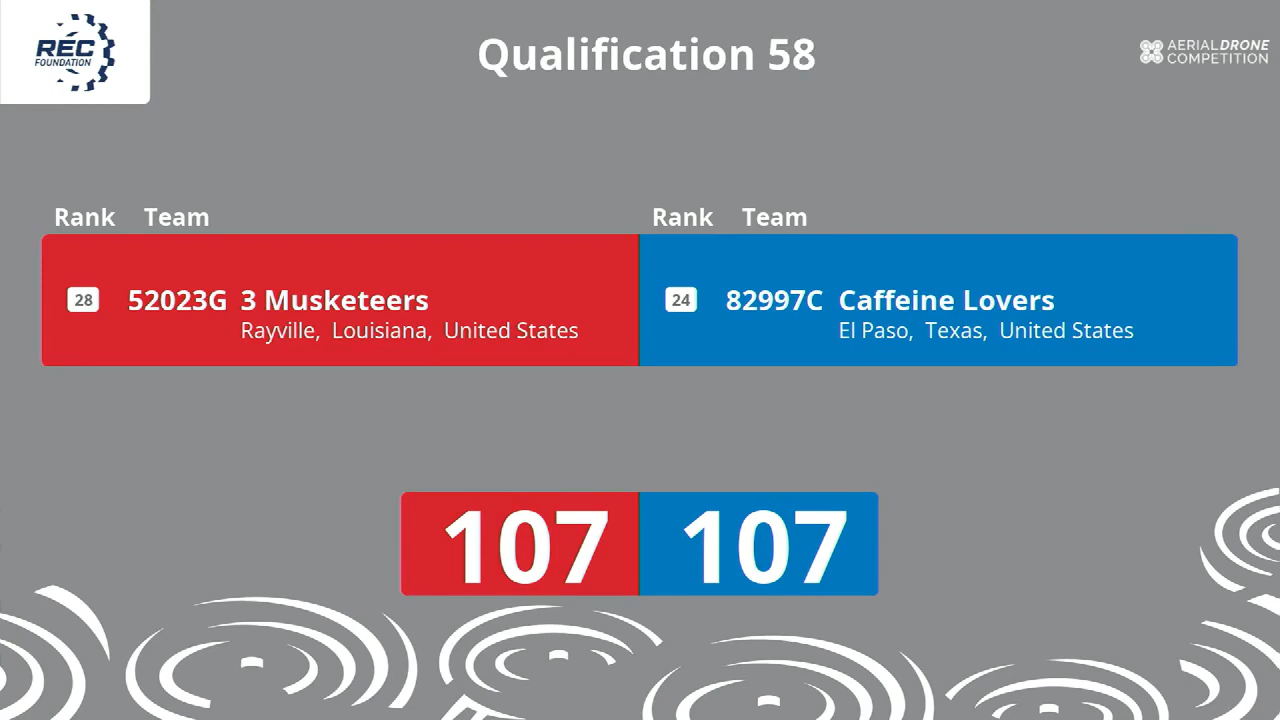 REC
FOUNDATION
Qualification 58
AERIALDRONE
COMPETITION
Rank Team
Rank Team
28 52023G 3 Musketeers
Rayville, Louisiana, United States
24 82997C Caffeine Lovers
El Paso, Texas, United States
107 107